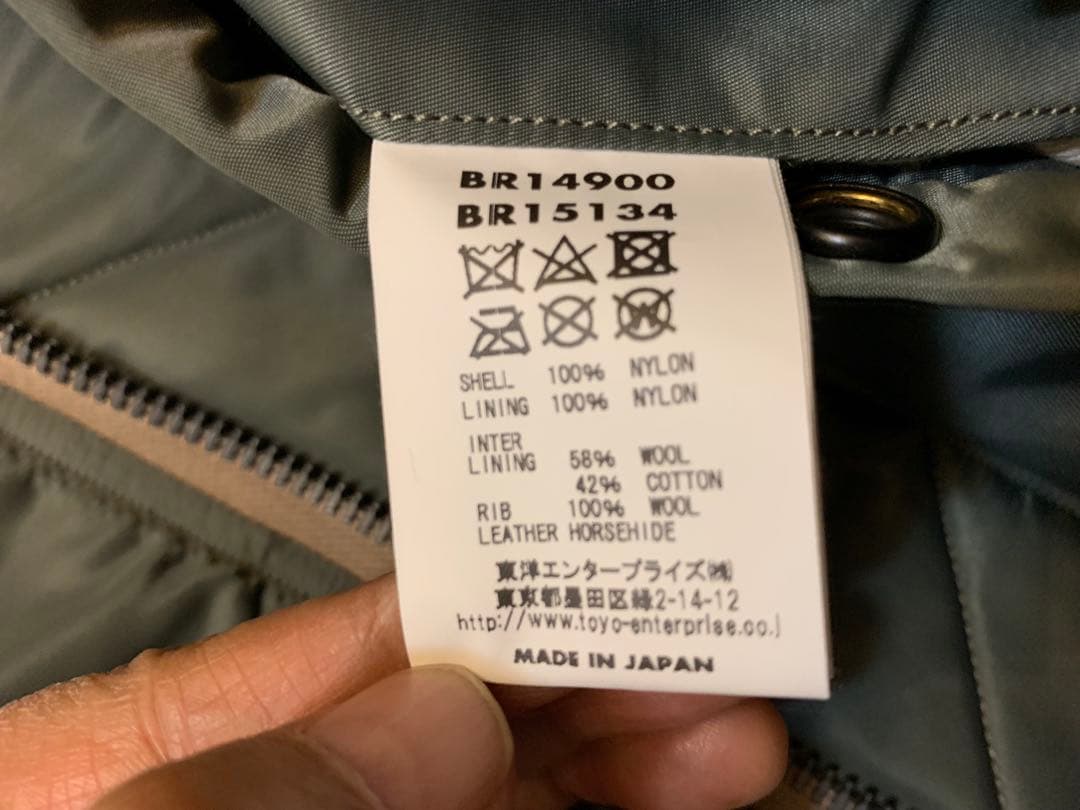 BR14900
BR15134
SHELL 100% NYLON
LINING 100% NYLON
INTER
LINING 58% WOOL
42% COTTON
RIB 100% WOOL
LEATHER HORSEHIDE
東洋エンタープライズ㈱
東京都墨田区緑2-14-12
http://www.toyo-enterprise.co.j
MADE IN JAPAN